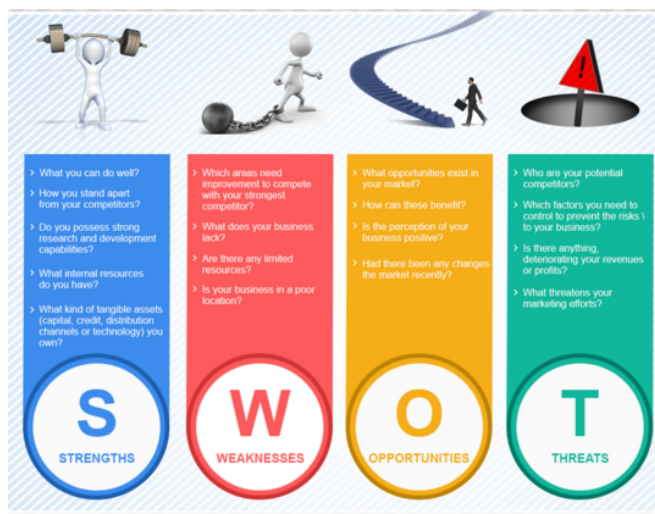 What you can do well?
How you stand apart
from your competitors?
Do you possess strong
research and development
capabilities?
What internal resources
do you have?
What kind of tangible assets
(capital, credit, distribution
channels or technology) you
own?
S
STRENGTHS
Which areas need
improvement to compete
with your strongest
competitor?
What does your business
lack?
Are there any limited
resources?
Is your business in a poor
location?
W
WEAKNESSES
What opportunities exist in
your market?
How can these benefit?
Is the perception of your
business positive?
Had there been any changes
the market recently?
O
OPPORTUNITIES
!
Who are your potential
competitors?
Which factors you need to
control to prevent the risks \
to your business?
Is there anything,
deteriorating your revenues
or profits?
What threatens your
marketing efforts?
T
THREATS